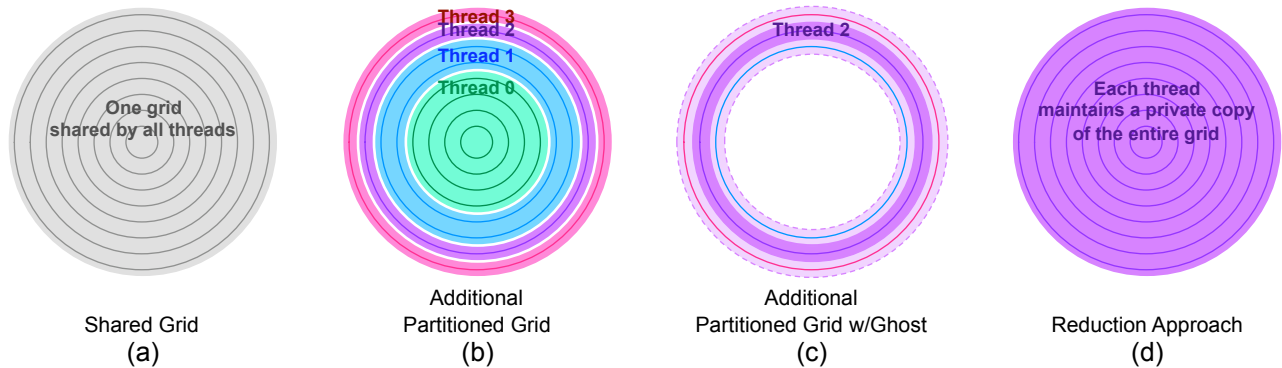 One grid
shared by all threads
Shared Grid
(a)
Thread 3
Thread 2
Thread 1
Thread 0
Additional
Partitioned Grid
(b)
Thread 2
Additional
Partitioned Grid w/Ghost
(c)
Each thread
maintains a private copy
of the entire grid
Reduction Approach
(d)